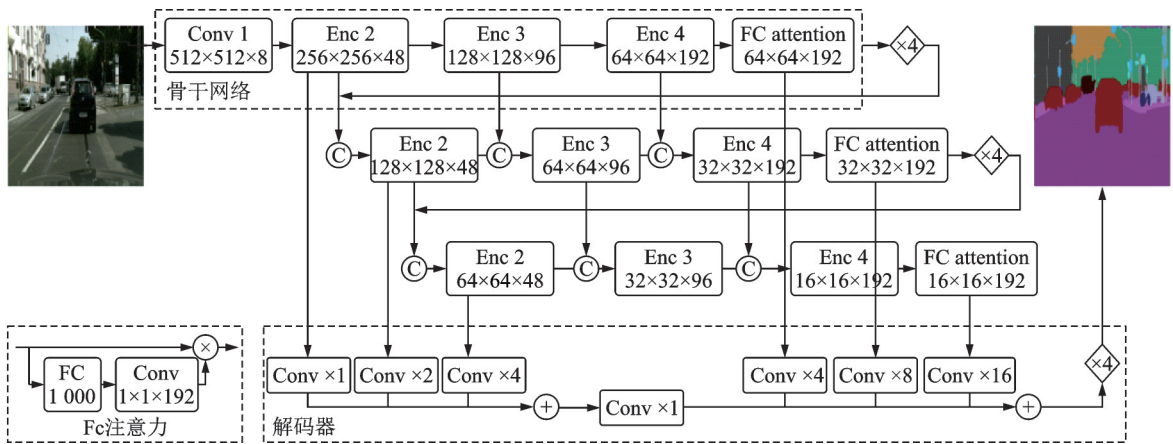 Conv 1
512×512×8
Enc 2
256×256×48
Enc 3
128×128×96
Enc 4
64×64×192
FC attention
64×64×192
×4
骨干网络
C
Enc 2
128×128×48
C
Enc 3
64×64×96
C
Enc 4
32×32×192
FC attention
32×32×192
×4
C
Enc 2
64×64×48
C
Enc 3
32×32×96
C
Enc 4
16×16×192
FC attention
16×16×192
×
FC
1 000
Conv
1×1×192
Fc注意力
Conv ×1
Conv ×2
Conv ×4
Conv ×4
Conv ×8
Conv ×16
×4
+
Conv ×1
+
解码器